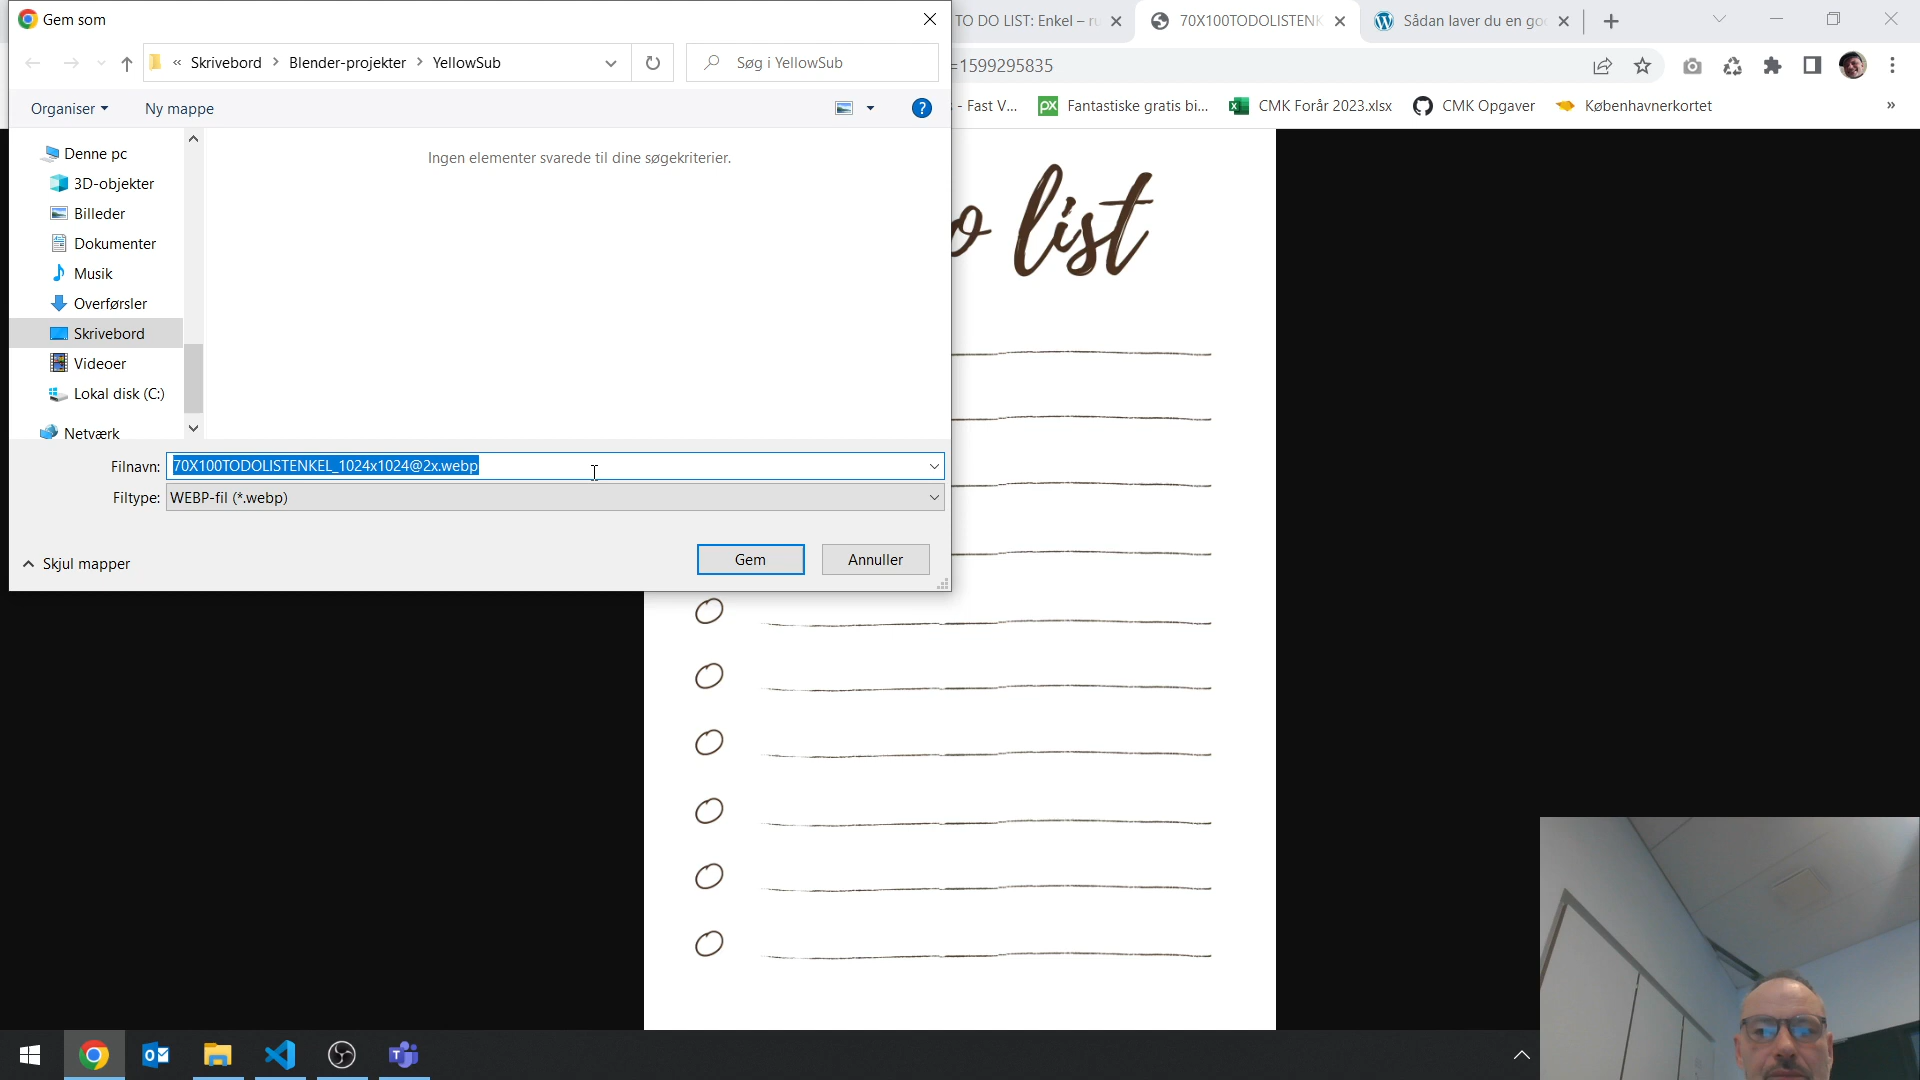 Gem som
« Skrivebord > Blender-projekter > YellowSub
Søg i YellowSub
Organiser
Ny mappe
Ingen elementer svarede til dine søgekriterier.
Denne pc
3D-objekter
Billeder
Dokumenter
Musik
Overførsler
Skrivebord
Videoer
Lokal disk (C:)
Netværk
Filnavn: 70X100TODOLISTENKEL_1024x1024@2x.webp
Filtype: WEBP-fil (*.webp)
Skjul mapper
Gem
Annuller
TO DO LIST: Enkel – ru
70X100TODOLISTENK
Sådan laver du en go
=1599295835
- Fast V...
Fantastiske gratis bi...
CMK Forår 2023.xlsx
CMK Opgaver
Københavnerkortet
»
o list